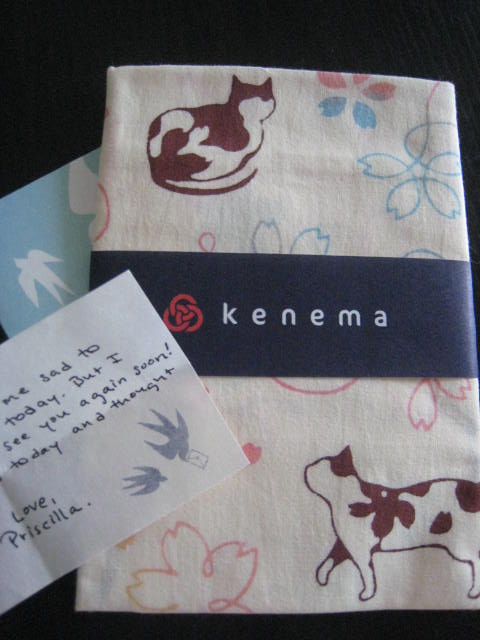 kenema
me sad to
today. But I
see you again soon!
today and thought
Love,
Priscilla.